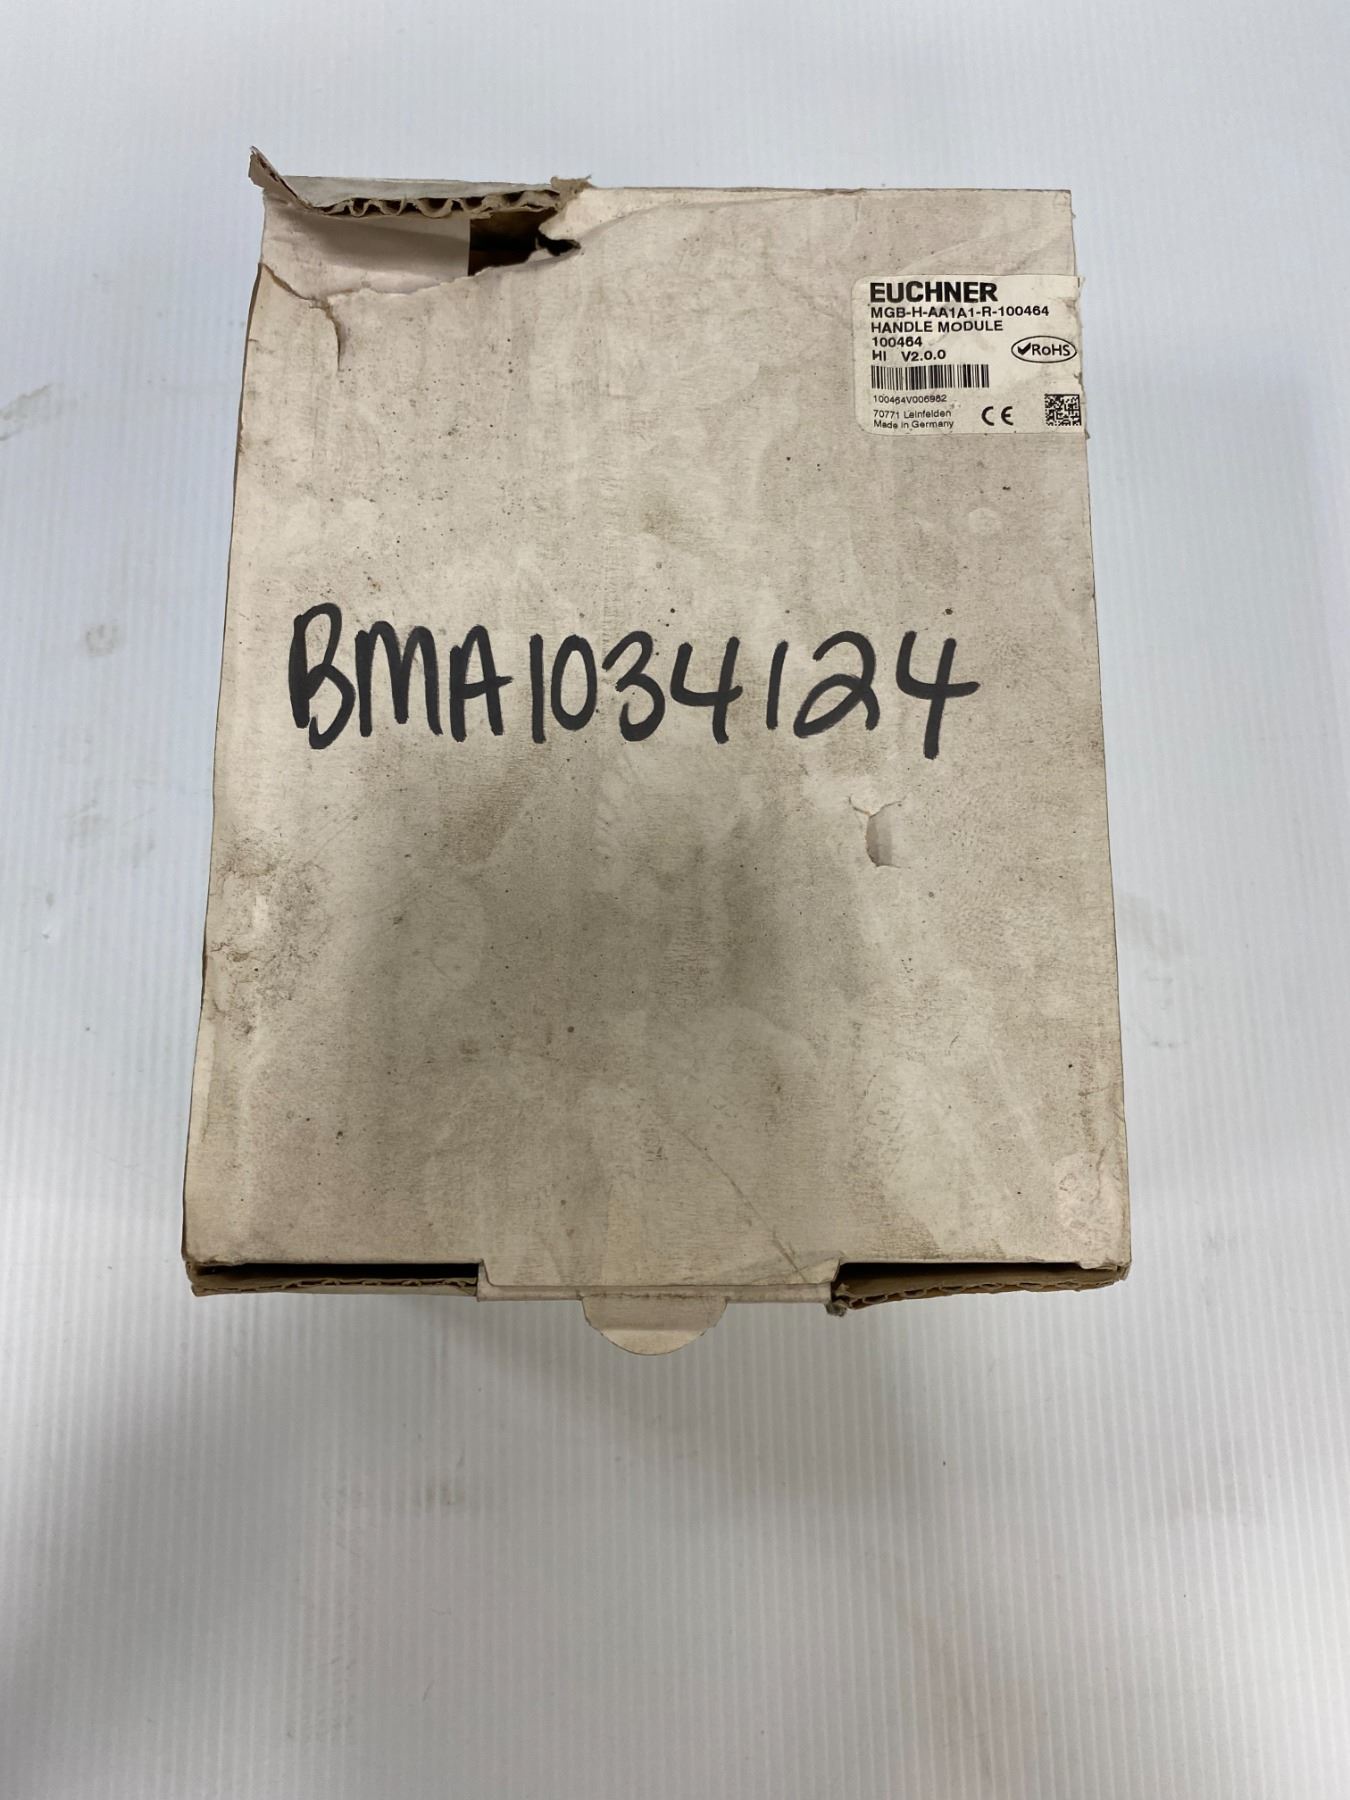 EUCHNER
MGB-H-AA1A1-R-100464
HANDLE MODULE
100464
HI V2.0.0
RoHS
100464V006982
70771 Leinfelden
Made in Germany
CE
BMA1034124